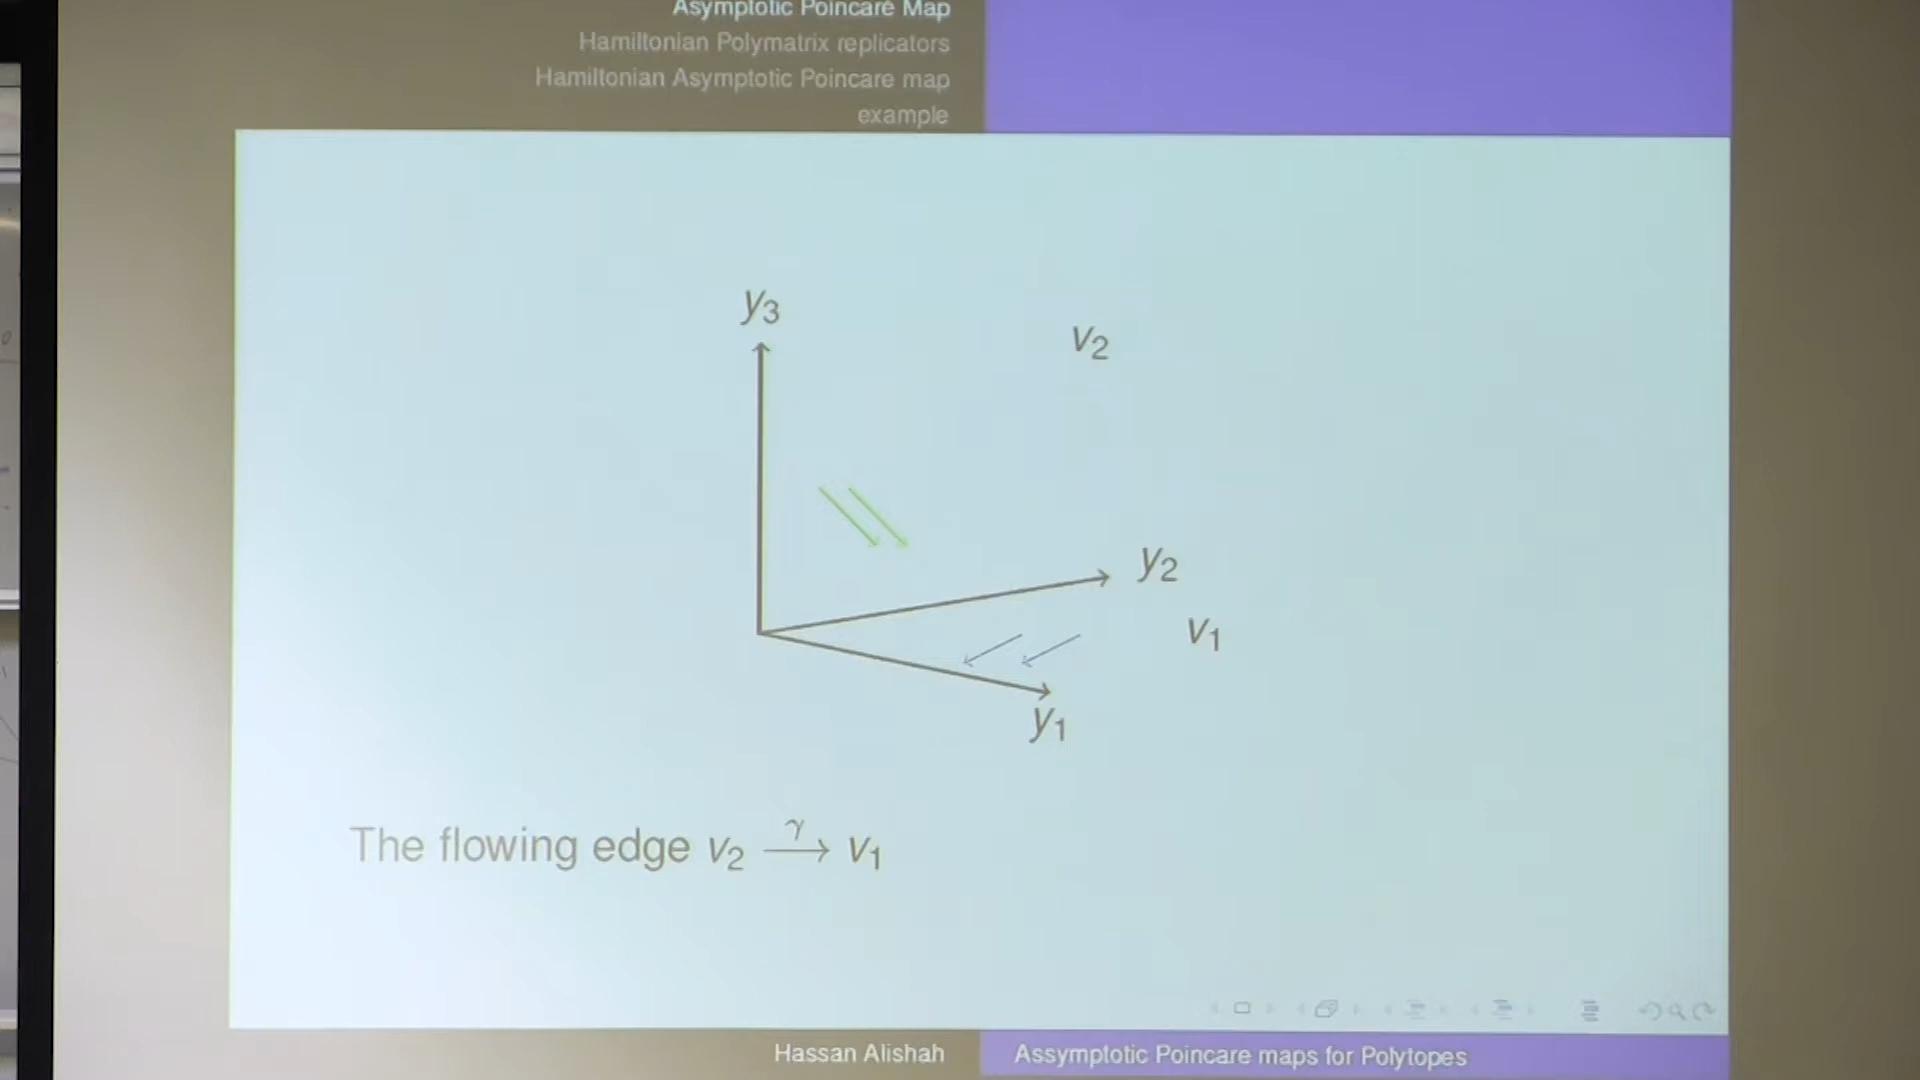 Asymptotic Poincaré Map
Hamiltonian Polymatrix replicators
Hamiltonian Asymptotic Poincare map
example
y3
v2
y2
v1
y1
The flowing edge v2 γ⟶ v1
Hassan Alishah
Assymptotic Poincare maps for Polytopes